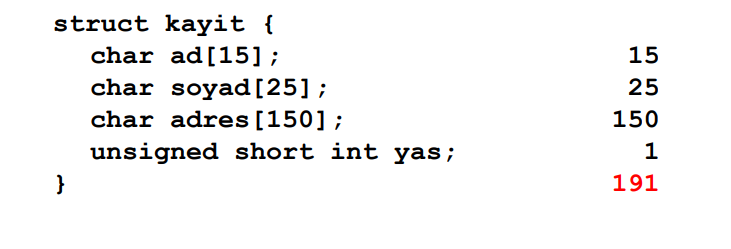 struct kayit {
char ad[15]; 15
char soyad[25]; 25
char adres[150]; 150
unsigned short int yas; 1
} 191